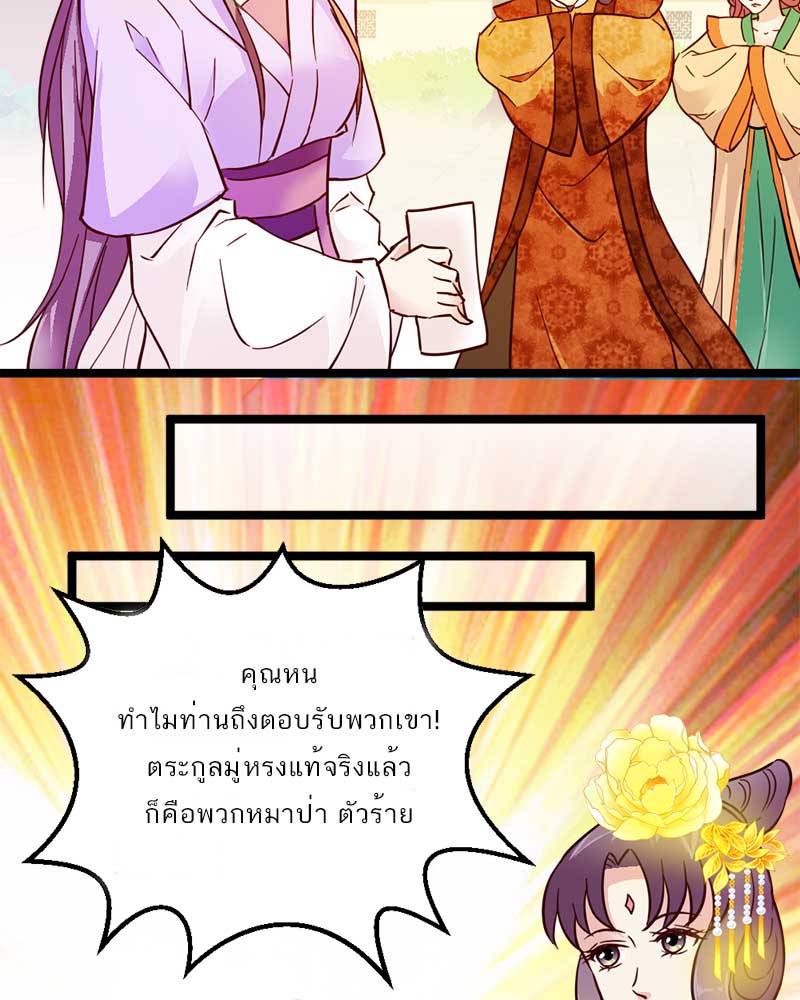 คุณหน
ทำไมท่านถึงตอบรับพวกเขา!
ตระกูลมู่หรงแท้จริงแล้ว
ก็คือพวกหมาป่า ตัวร้าย